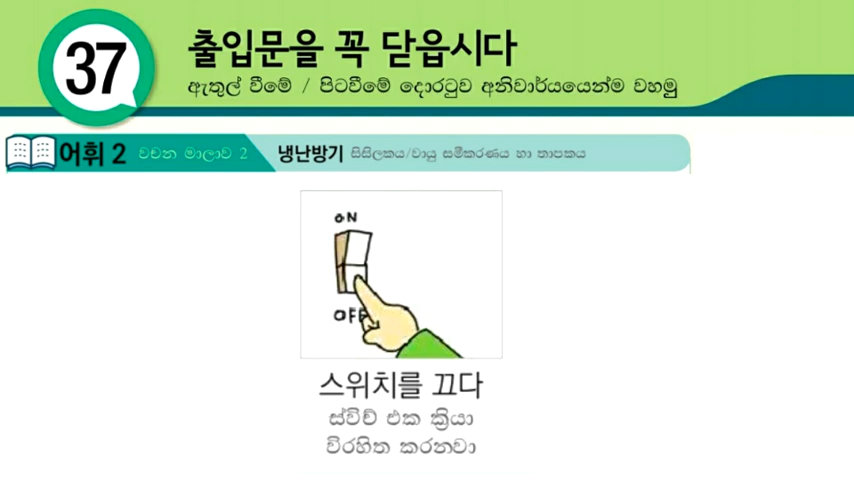 37
출입문을 꼭 닫읍시다
ඇතුල් වීමේ / පිටවීමේ දොරටුව අනිවාර්යයෙන්ම වහමු
어휘 2 වචන මාලාව 2 냉난방기 සිසිලකය/වායු සමීකරණය හා තාපකය
ON
OFF
스위치를 끄다
ස්විච් එක ක්‍රියා
විරහිත කරනවා